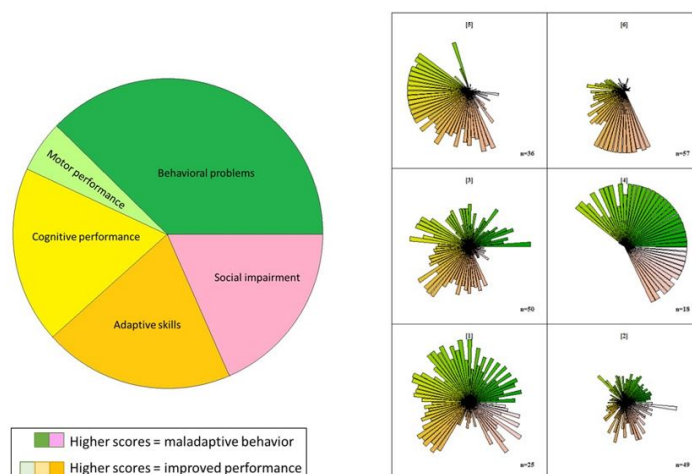 Behavioral problems
Motor performance
Cognitive performance
Social impairment
Adaptive skills
Higher scores = maladaptive behavior
Higher scores = improved performance
[5]
n=36
[6]
n=57
[3]
n=50
[4]
n=18
[1]
n=25
[2]
n=49